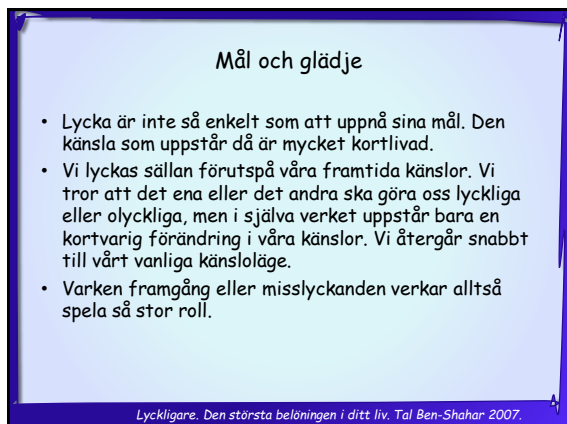 Mål och glädje
• Lycka är inte så enkelt som att uppnå sina mål. Den
känsla som uppstår då är mycket kortlivad.
• Vi lyckas sällan förutspå våra framtida känslor. Vi
tror att det ena eller det andra ska göra oss lyckliga
eller olyckliga, men i själva verket uppstår bara en
kortvarig förändring i våra känslor. Vi återgår snabbt
till vårt vanliga känsloläge.
• Varken framgång eller misslyckanden verkar alltså
spela så stor roll.
Lyckligare. Den största belöningen i ditt liv. Tal Ben-Shahar 2007.